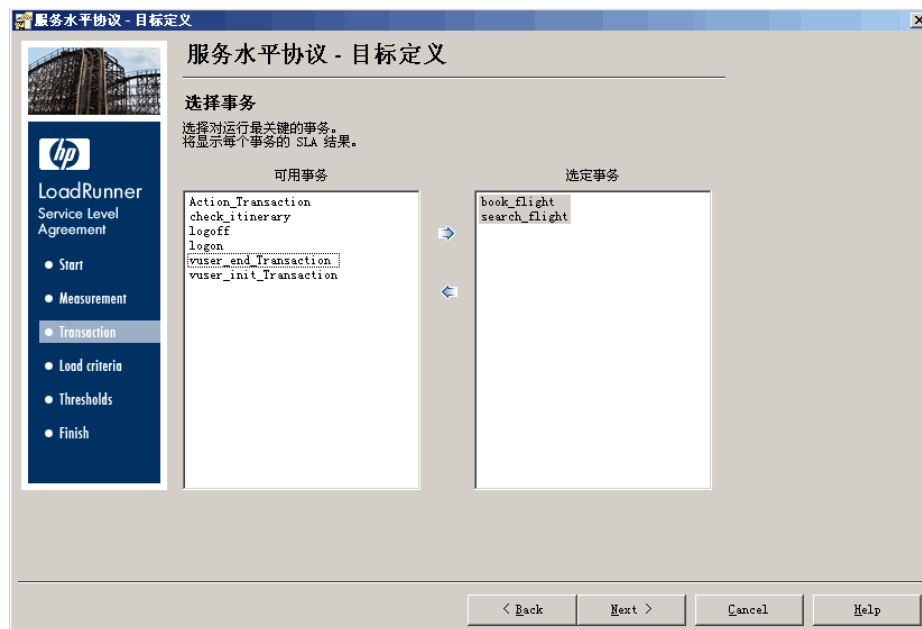 服务水平协议 - 目标定义
服务水平协议 - 目标定义
选择事务
选择对运行最关键的事务。
将显示每个事务的 SLA 结果。
hp
LoadRunner
Service Level
Agreement
Start
Measurement
Transaction
Load criteria
Thresholds
Finish
可用事务
Action_Transaction
check_itinerary
logoff
logon
vuser_end_Transaction
vuser_init_Transaction
选定事务
book_flight
search_flight
< Back
Next >
Cancel
Help